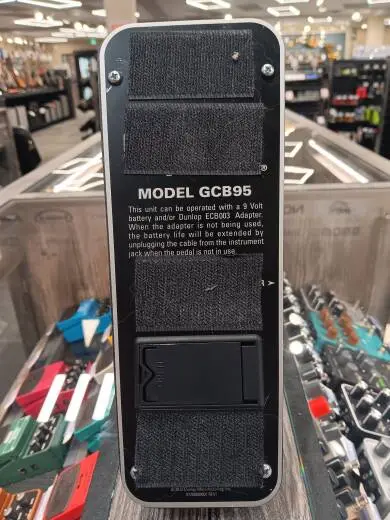 ®
MODEL GCB95
This unit can be operated with a 9 Volt
battery and/or Dunlop ECB003 Adapter.
When the adapter is not being used,
the battery life will be extended by
unplugging the cable from the instrument
jack when the pedal is not in use.
Y